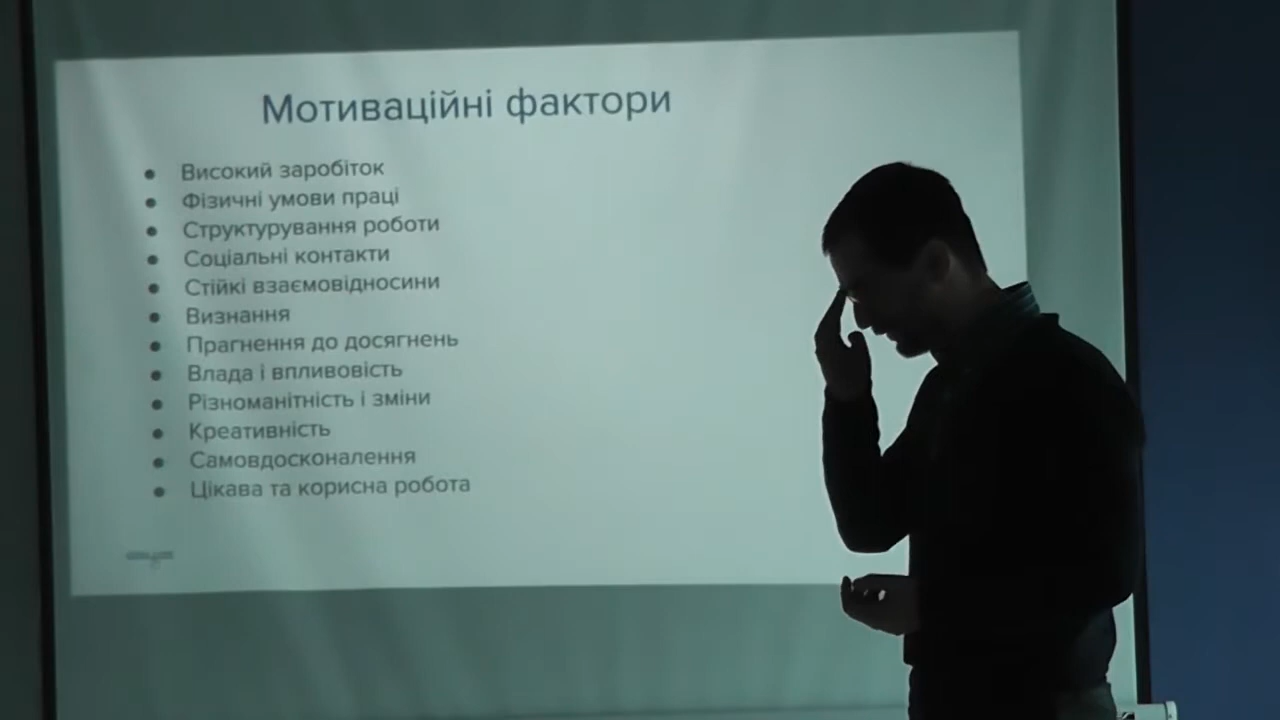 Мотиваційні фактори
● Високий заробіток
● Фізичні умови праці
● Структурування роботи
● Соціальні контакти
● Стійкі взаємовідносини
● Визнання
● Прагнення до досягнень
● Влада і впливовість
● Різноманітність і зміни
● Креативність
● Самовдосконалення
● Цікава та корисна робота